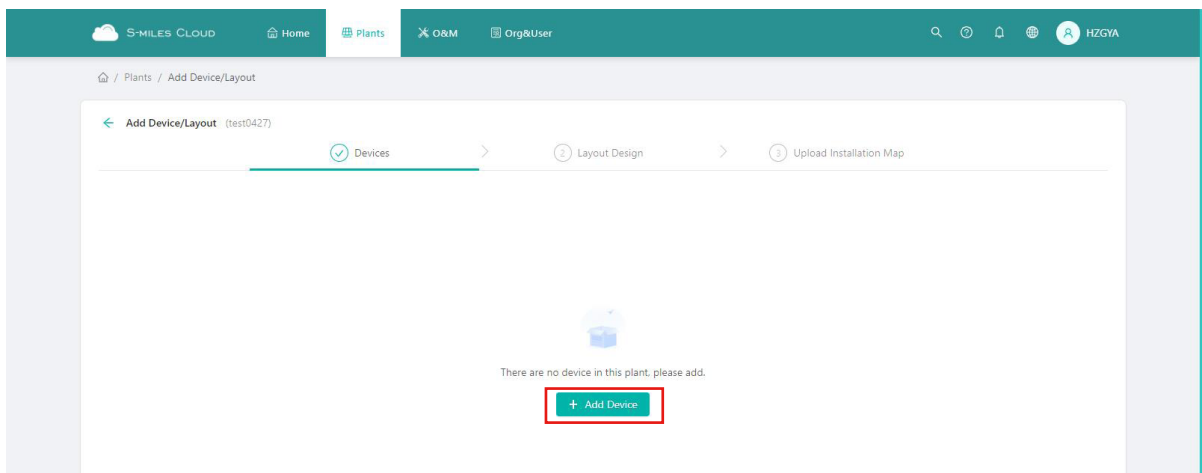 S-MILES CLOUD Home Plants O&M Org&User HZGYA
/ Plants / Add Device/Layout
Add Device/Layout (test0427)
Devices 2 Layout Design 3 Upload Installation Map
There are no device in this plant, please add.
+ Add Device